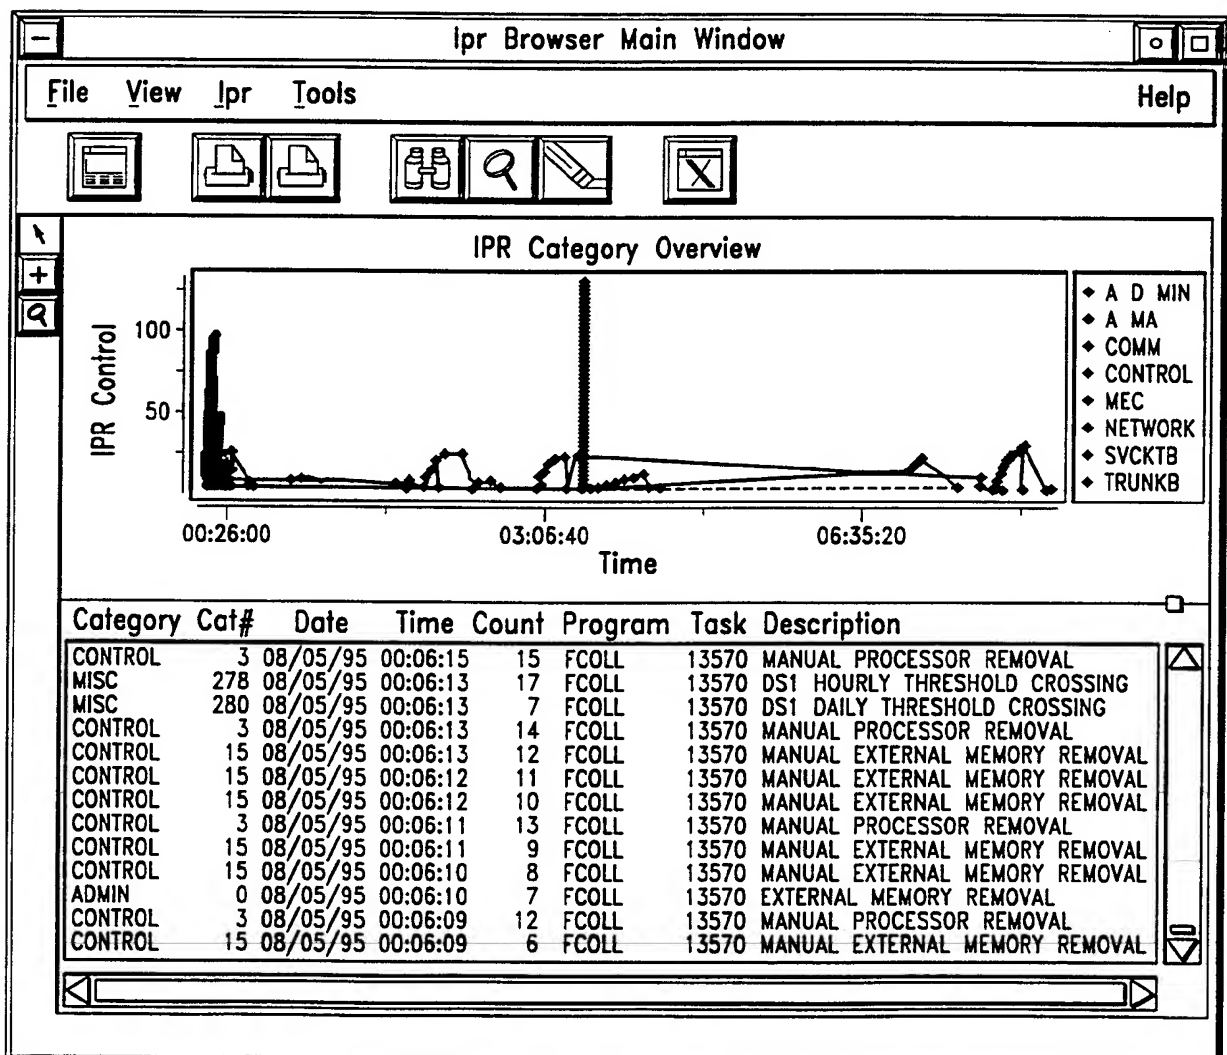 Ipr Browser Main Window
File View Ipr Tools Help
IPR Category Overview
IPR Control
100
50
A D MIN
A MA
COMM
CONTROL
MEC
NETWORK
SVCKTB
TRUNKB
00:26:00 03:06:40 06:35:20
Time
Category Cat# Date Time Count Program Task Description
CONTROL 3 08/05/95 00:06:15 15 FCOLL 13570 MANUAL PROCESSOR REMOVAL
MISC 278 08/05/95 00:06:13 17 FCOLL 13570 DS1 HOURLY THRESHOLD CROSSING
MISC 280 08/05/95 00:06:13 7 FCOLL 13570 DS1 DAILY THRESHOLD CROSSING
CONTROL 3 08/05/95 00:06:13 14 FCOLL 13570 MANUAL PROCESSOR REMOVAL
CONTROL 15 08/05/95 00:06:13 12 FCOLL 13570 MANUAL EXTERNAL MEMORY REMOVAL
CONTROL 15 08/05/95 00:06:12 11 FCOLL 13570 MANUAL EXTERNAL MEMORY REMOVAL
CONTROL 15 08/05/95 00:06:12 10 FCOLL 13570 MANUAL EXTERNAL MEMORY REMOVAL
CONTROL 3 08/05/95 00:06:11 13 FCOLL 13570 MANUAL PROCESSOR REMOVAL
CONTROL 15 08/05/95 00:06:11 9 FCOLL 13570 MANUAL EXTERNAL MEMORY REMOVAL
CONTROL 15 08/05/95 00:06:10 8 FCOLL 13570 MANUAL EXTERNAL MEMORY REMOVAL
ADMIN 0 08/05/95 00:06:10 7 FCOLL 13570 EXTERNAL MEMORY REMOVAL
CONTROL 3 08/05/95 00:06:09 12 FCOLL 13570 MANUAL PROCESSOR REMOVAL
CONTROL 15 08/05/95 00:06:09 6 FCOLL 13570 MANUAL EXTERNAL MEMORY REMOVAL